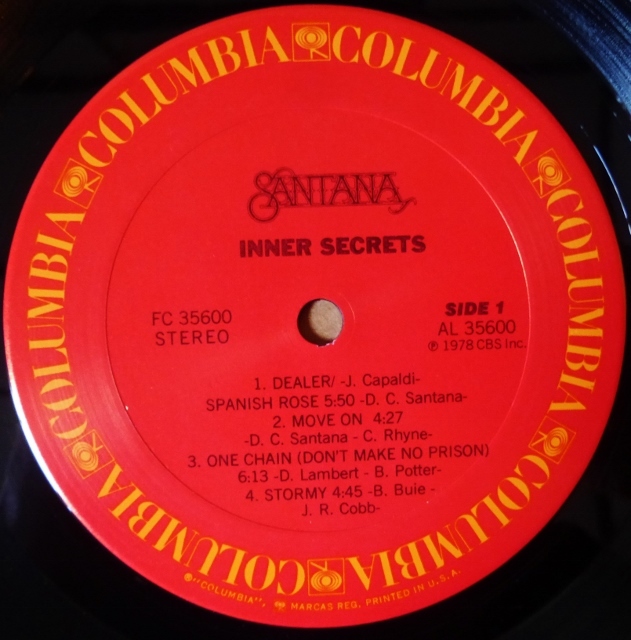 COLUMBIA COLUMBIA COLUMBIA COLUMBIA COLUMBIA COLUMBIA COLUMBIA
SANTANA
INNER SECRETS
FC 35600
STEREO
SIDE 1
AL 35600
℗ 1978 CBS Inc.
1. DEALER/ -J. Capaldi-
SPANISH ROSE 5:50 -D. C. Santana-
2. MOVE ON 4:27
-D. C. Santana - C. Rhyne-
3. ONE CHAIN (DON'T MAKE NO PRISON)
6:13 -D. Lambert - B. Potter-
4. STORMY 4:45 -B. Buie -
J. R. Cobb-
®"COLUMBIA", MARCAS REG. PRINTED IN U.S.A.